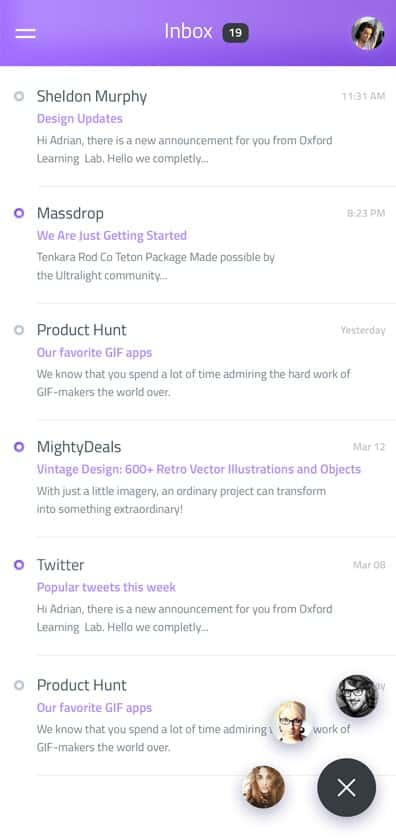 Inbox 19
Sheldon Murphy 11:31 AM
Design Updates
Hi Adrian, there is a new announcement for you from Oxford
Learning Lab. Hello we completly...
Massdrop 8:23 PM
We Are Just Getting Started
Tenkara Rod Co Teton Package Made possible by
the Ultralight community...
Product Hunt Yesterday
Our favorite GIF apps
We know that you spend a lot of time admiring the hard work of
GIF-makers the world over.
MightyDeals Mar 12
Vintage Design: 600+ Retro Vector Illustrations and Objects
With just a little imagery, an ordinary project can transform
into something extraordinary!
Twitter Mar 08
Popular tweets this week
Hi Adrian, there is a new announcement for you from Oxford
Learning Lab. Hello we completly...
Product Hunt
Our favorite GIF apps
We know that you spend a lot of time admiring work of
GIF-makers the world over.